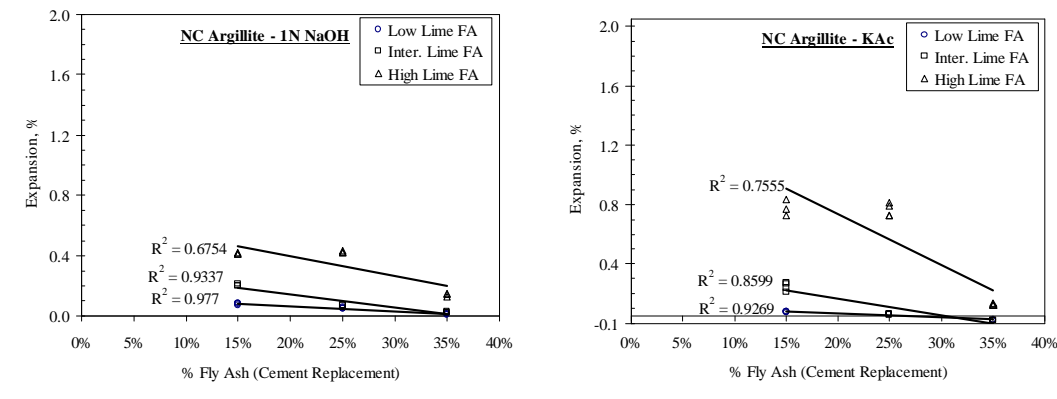 NC Argillite - 1N NaOH
Low Lime FA
Inter. Lime FA
High Lime FA
2.0
1.6
1.2
0.8
0.4
0.0
Expansion, %
R² = 0.6754
R² = 0.9337
R² = 0.977
0% 5% 10% 15% 20% 25% 30% 35% 40%
% Fly Ash (Cement Replacement)
NC Argillite - KAc
Low Lime FA
Inter. Lime FA
High Lime FA
2.0
1.6
1.2
0.8
0.4
-0.1
Expansion, %
R² = 0.7555
R² = 0.8599
R² = 0.9269
0% 5% 10% 15% 20% 25% 30% 35% 40%
% Fly Ash (Cement Replacement)